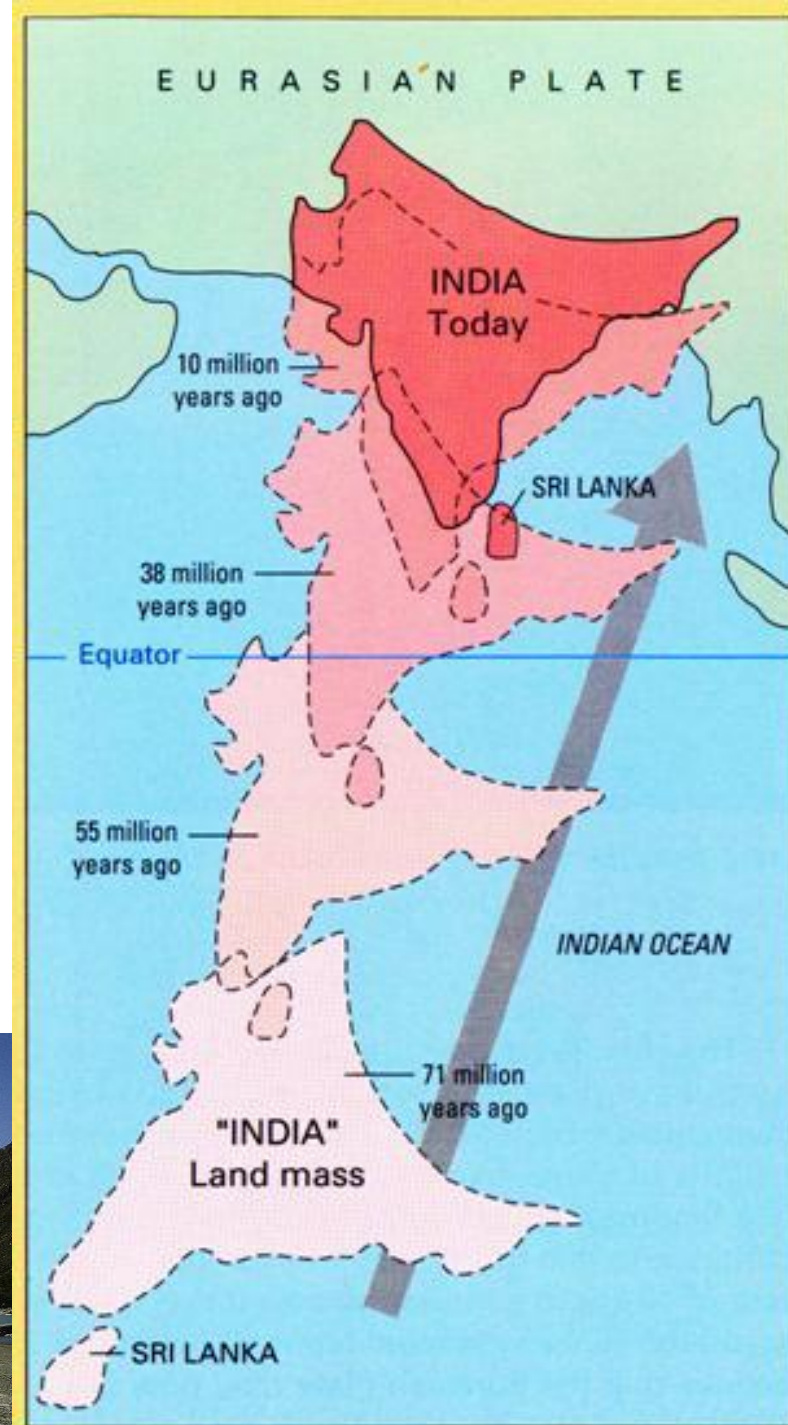 EURASIAN PLATE
INDIA
Today
10 million
years ago
SRI LANKA
38 million
years ago
Equator
55 million
years ago
INDIAN OCEAN
71 million
years ago
"INDIA"
Land mass
SRI LANKA